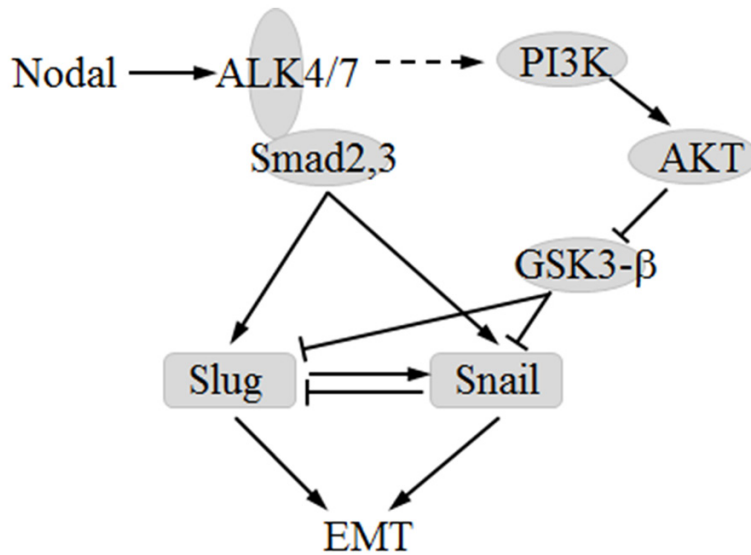 Nodal
ALK4/7
PI3K
Smad2,3
AKT
GSK3-β
Slug
Snail
EMT